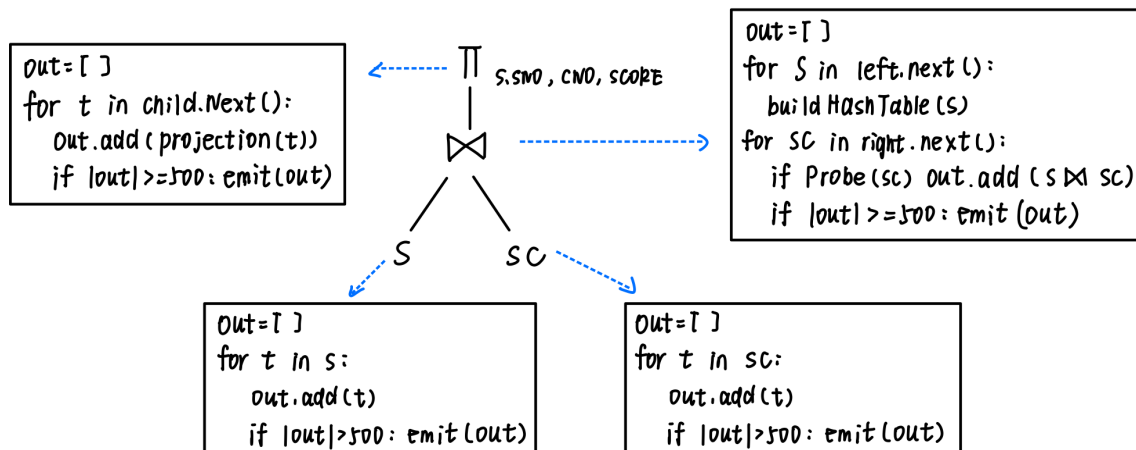 out=[ ]
for t in child.Next():
out.add(projection(t))
if |out|>=500: emit(out)
π
S.SNO, CNO, SCORE
⋈
S
SC
out=[ ]
for S in left.next():
build HashTable(S)
for SC in right.next():
if Probe(SC) out.add (S ⋈ SC)
if |out|>=500: emit (out)
out=[ ]
for t in s:
out.add(t)
if |out|>500: emit(out)
out=[ ]
for t in sc:
out.add(t)
if |out|>500: emit(out)